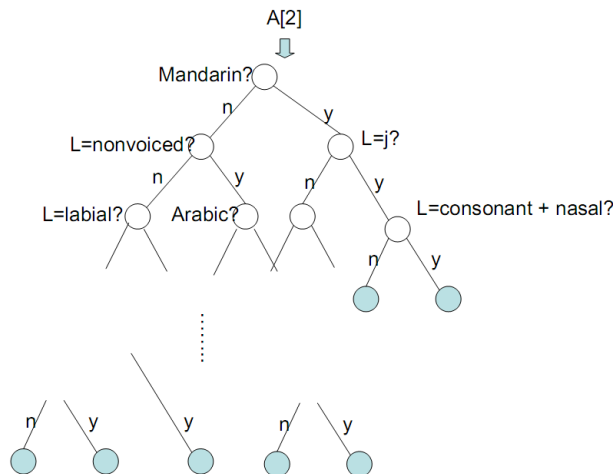 A[2]
Mandarin?
n
y
L=nonvoiced?
L=j?
n
y
n
y
L=labial?
Arabic?
L=consonant + nasal?
n
y
n
y
y
n
y